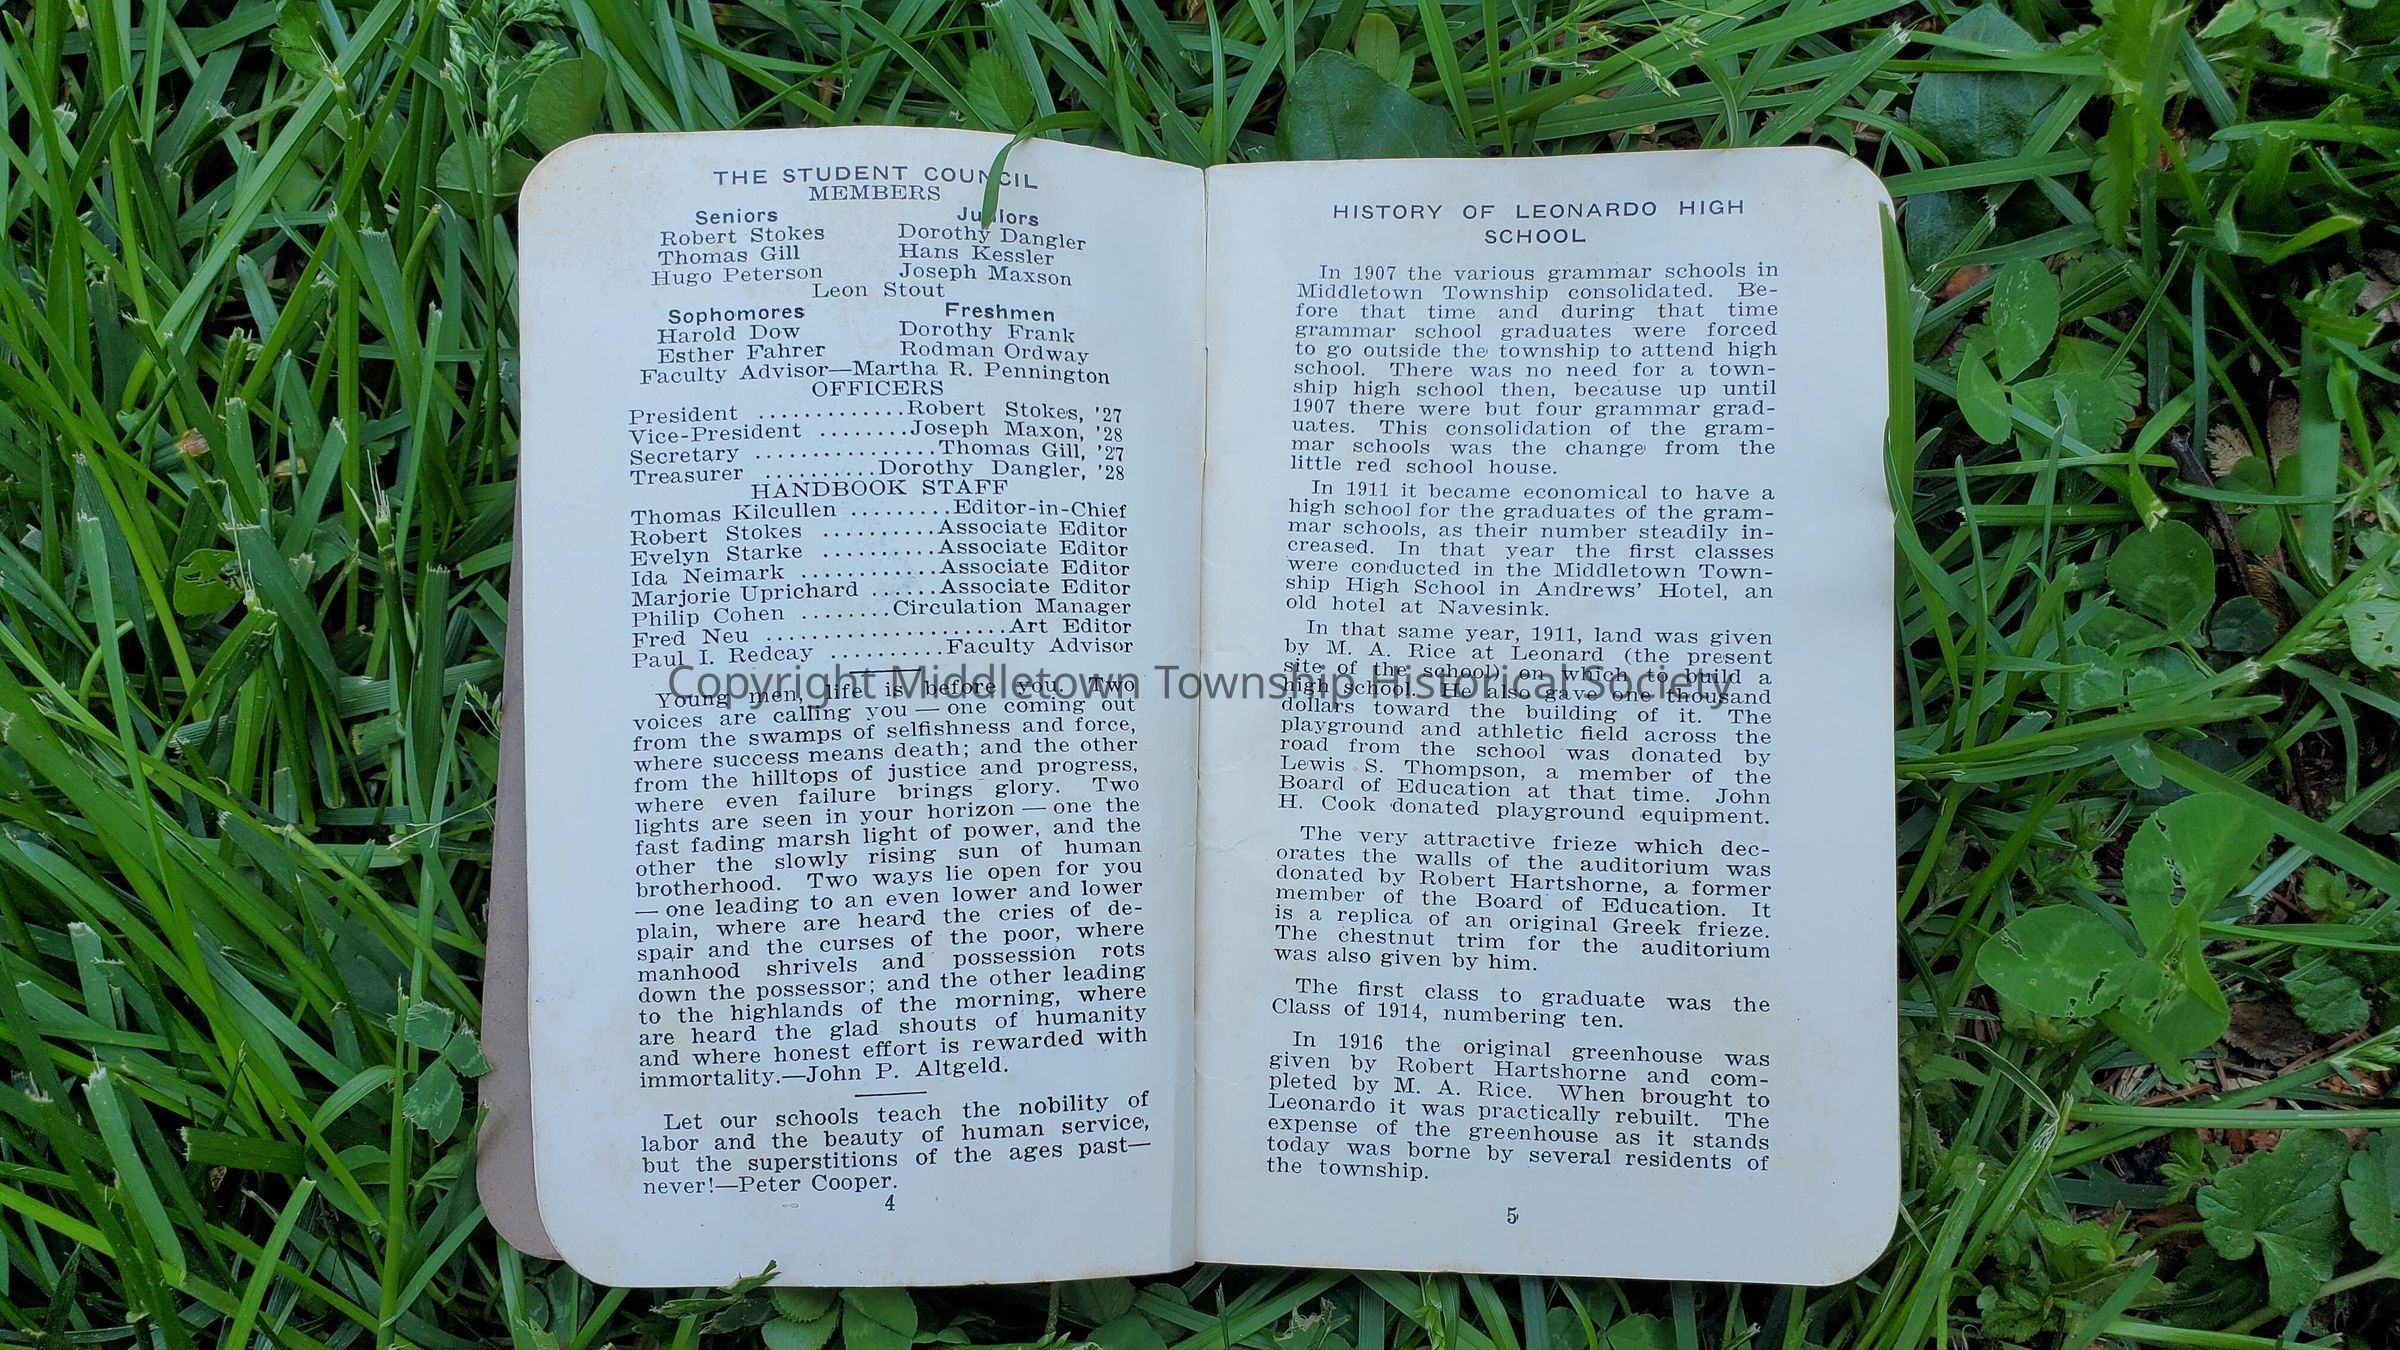 THE STUDENT COUNCIL
MEMBERS
Seniors Juniors
Robert Stokes Dorothy Dangler
Thomas Gill Hans Kessler
Hugo Peterson Joseph Maxson
Leon Stout
Sophomores Freshmen
Harold Dow Dorothy Frank
Esther Fahrer Rodman Ordway
Faculty Advisor—Martha R. Pennington
OFFICERS
President .............Robert Stokes, '27
Vice-President ........Joseph Maxon, '28
Secretary ................Thomas Gill, '27
Treasurer ..........Dorothy Dangler, '28
HANDBOOK STAFF
Thomas Kilcullen .........Editor-in-Chief
Robert Stokes ..........Associate Editor
Evelyn Starke ..........Associate Editor
Ida Neimark ............Associate Editor
Marjorie Uprichard ......Associate Editor
Philip Cohen ........Circulation Manager
Fred Neu .....................Art Editor
Paul I. Redcay ..........Faculty Advisor
Young men, life is before you. Two
voices are calling you — one coming out
from the swamps of selfishness and force,
where success means death; and the other
from the hilltops of justice and progress,
where even failure brings glory. Two
lights are seen in your horizon — one the
fast fading marsh light of power, and the
other the slowly rising sun of human
brotherhood. Two ways lie open for you
— one leading to an even lower and lower
plain, where are heard the cries of de-
spair and the curses of the poor, where
manhood shrivels and possession rots
down the possessor; and the other leading
to the highlands of the morning, where
are heard the glad shouts of humanity
and where honest effort is rewarded with
immortality.—John P. Altgeld.
Let our schools teach the nobility of
labor and the beauty of human service,
but the superstitions of the ages past—
never!—Peter Cooper.
4
HISTORY OF LEONARDO HIGH
SCHOOL
In 1907 the various grammar schools in
Middletown Township consolidated. Be-
fore that time and during that time
grammar school graduates were forced
to go outside the township to attend high
school. There was no need for a town-
ship high school then, because up until
1907 there were but four grammar grad-
uates. This consolidation of the gram-
mar schools was the change from the
little red school house.
In 1911 it became economical to have a
high school for the graduates of the gram-
mar schools, as their number steadily in-
creased. In that year the first classes
were conducted in the Middletown Town-
ship High School in Andrews' Hotel, an
old hotel at Navesink.
In that same year, 1911, land was given
by M. A. Rice at Leonard (the present
site of the school) on which to build a
high school. He also gave one thousand
dollars toward the building of it. The
playground and athletic field across the
road from the school was donated by
Lewis S. Thompson, a member of the
Board of Education at that time. John
H. Cook donated playground equipment.
The very attractive frieze which dec-
orates the walls of the auditorium was
donated by Robert Hartshorne, a former
member of the Board of Education. It
is a replica of an original Greek frieze.
The chestnut trim for the auditorium
was also given by him.
The first class to graduate was the
Class of 1914, numbering ten.
In 1916 the original greenhouse was
given by Robert Hartshorne and com-
pleted by M. A. Rice. When brought to
Leonardo it was practically rebuilt. The
expense of the greenhouse as it stands
today was borne by several residents of
the township.
5
Copyright Middletown Township Historical Society